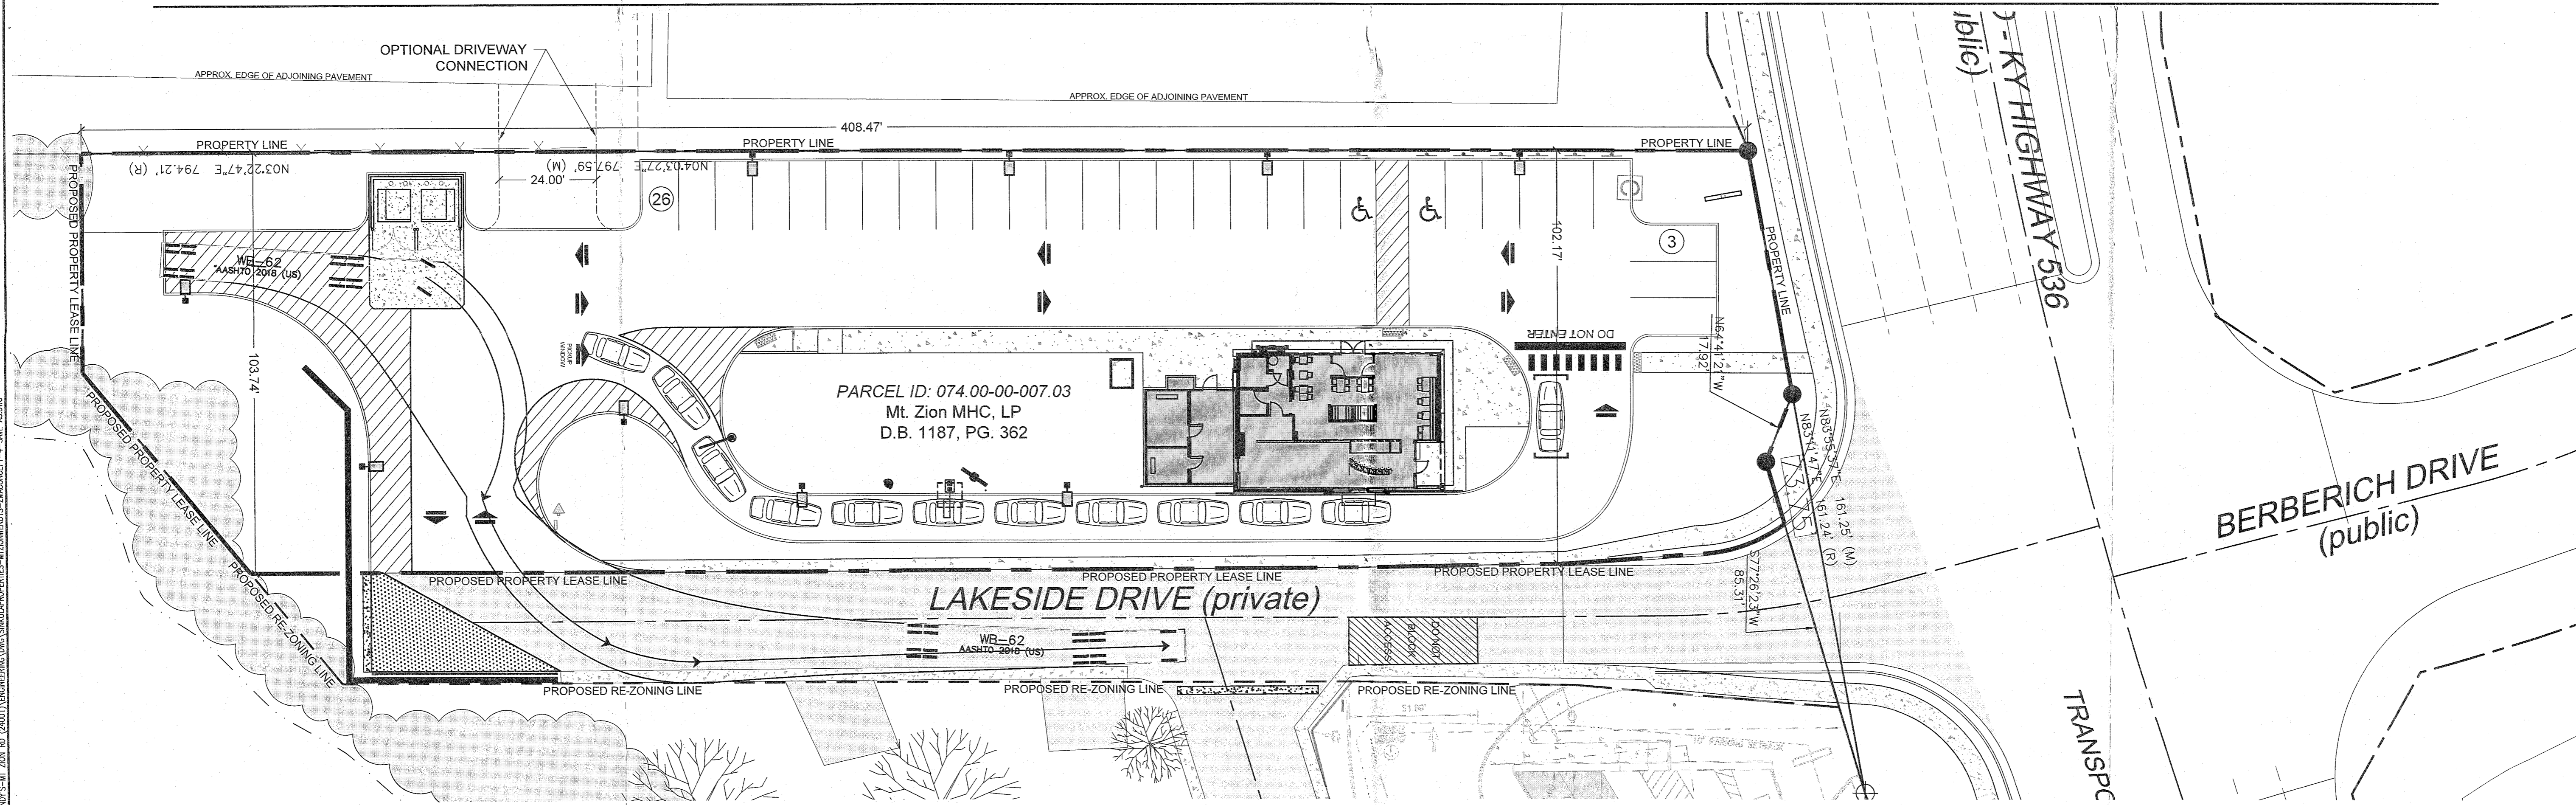 OPTIONAL DRIVEWAY
CONNECTION
APPROX. EDGE OF ADJOINING PAVEMENT
APPROX. EDGE OF ADJOINING PAVEMENT
408.47'
PROPERTY LINE
PROPERTY LINE
PROPERTY LINE
N03°22'47"E 794.21' (R)
N04°03'27"E 797.59' (M)
24.00'
26
3
C
102.17'
103.74'
PROPOSED PROPERTY LEASE LINE
WB-62
AASHTO 2018 (US)
PICKUP
WINDOW
DO NOT ENTER
PROPERTY LINE
N64°41'21"W
17.92'
PARCEL ID: 074.00-00-007.03
Mt. Zion MHC, LP
D.B. 1187, PG. 362
N83°55'37"E 161.25' (M)
N83°11'47"E 161.24' (R)
S77°26'23"W
85.31'
PROPOSED PROPERTY LEASE LINE
PROPOSED RE-ZONING LINE
PROPOSED PROPERTY LEASE LINE
PROPOSED PROPERTY LEASE LINE
PROPOSED PROPERTY LEASE LINE
LAKESIDE DRIVE (private)
WB-62
AASHTO 2018 (US)
DO NOT
BLOCK
ACCESS
PROPOSED RE-ZONING LINE
PROPOSED RE-ZONING LINE
PROPOSED RE-ZONING LINE
) - KY HIGHWAY 536
ublic)
BERBERICH DRIVE
(public)
TRANSPO